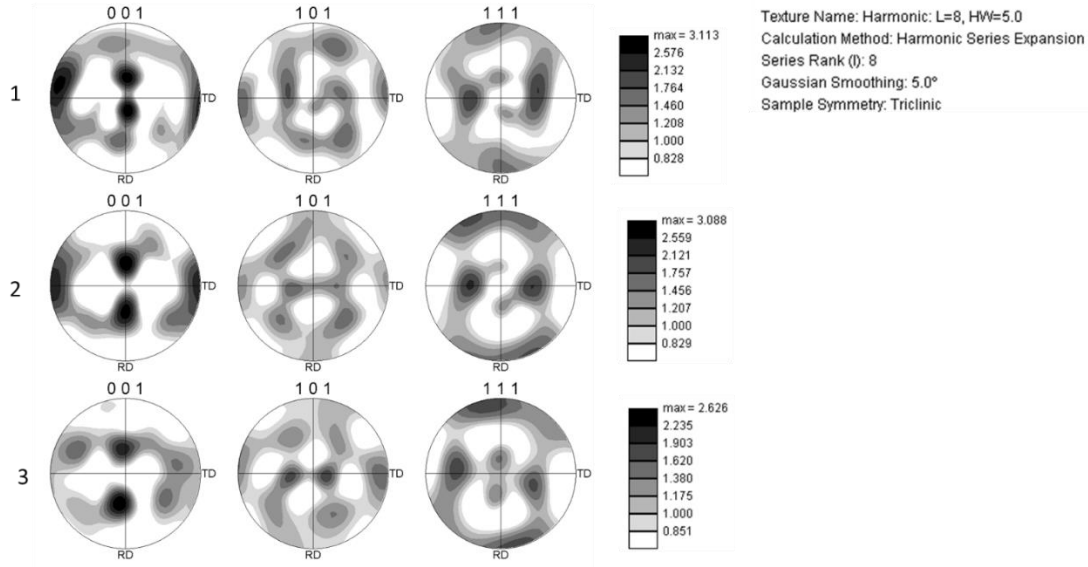 0 0 1 1 0 1 1 1 1
Texture Name: Harmonic: L=8, HW=5.0
Calculation Method: Harmonic Series Expansion
Series Rank (l): 8
Gaussian Smoothing: 5.0°
Sample Symmetry: Triclinic
1
TD TD TD
RD RD RD
max = 3.113
2.576
2.132
1.764
1.460
1.208
1.000
0.828
0 0 1 1 0 1 1 1 1
2
TD TD TD
RD RD RD
max = 3.088
2.559
2.121
1.757
1.456
1.207
1.000
0.829
0 0 1 1 0 1 1 1 1
3
TD TD TD
RD RD RD
max = 2.626
2.235
1.903
1.620
1.380
1.175
1.000
0.851